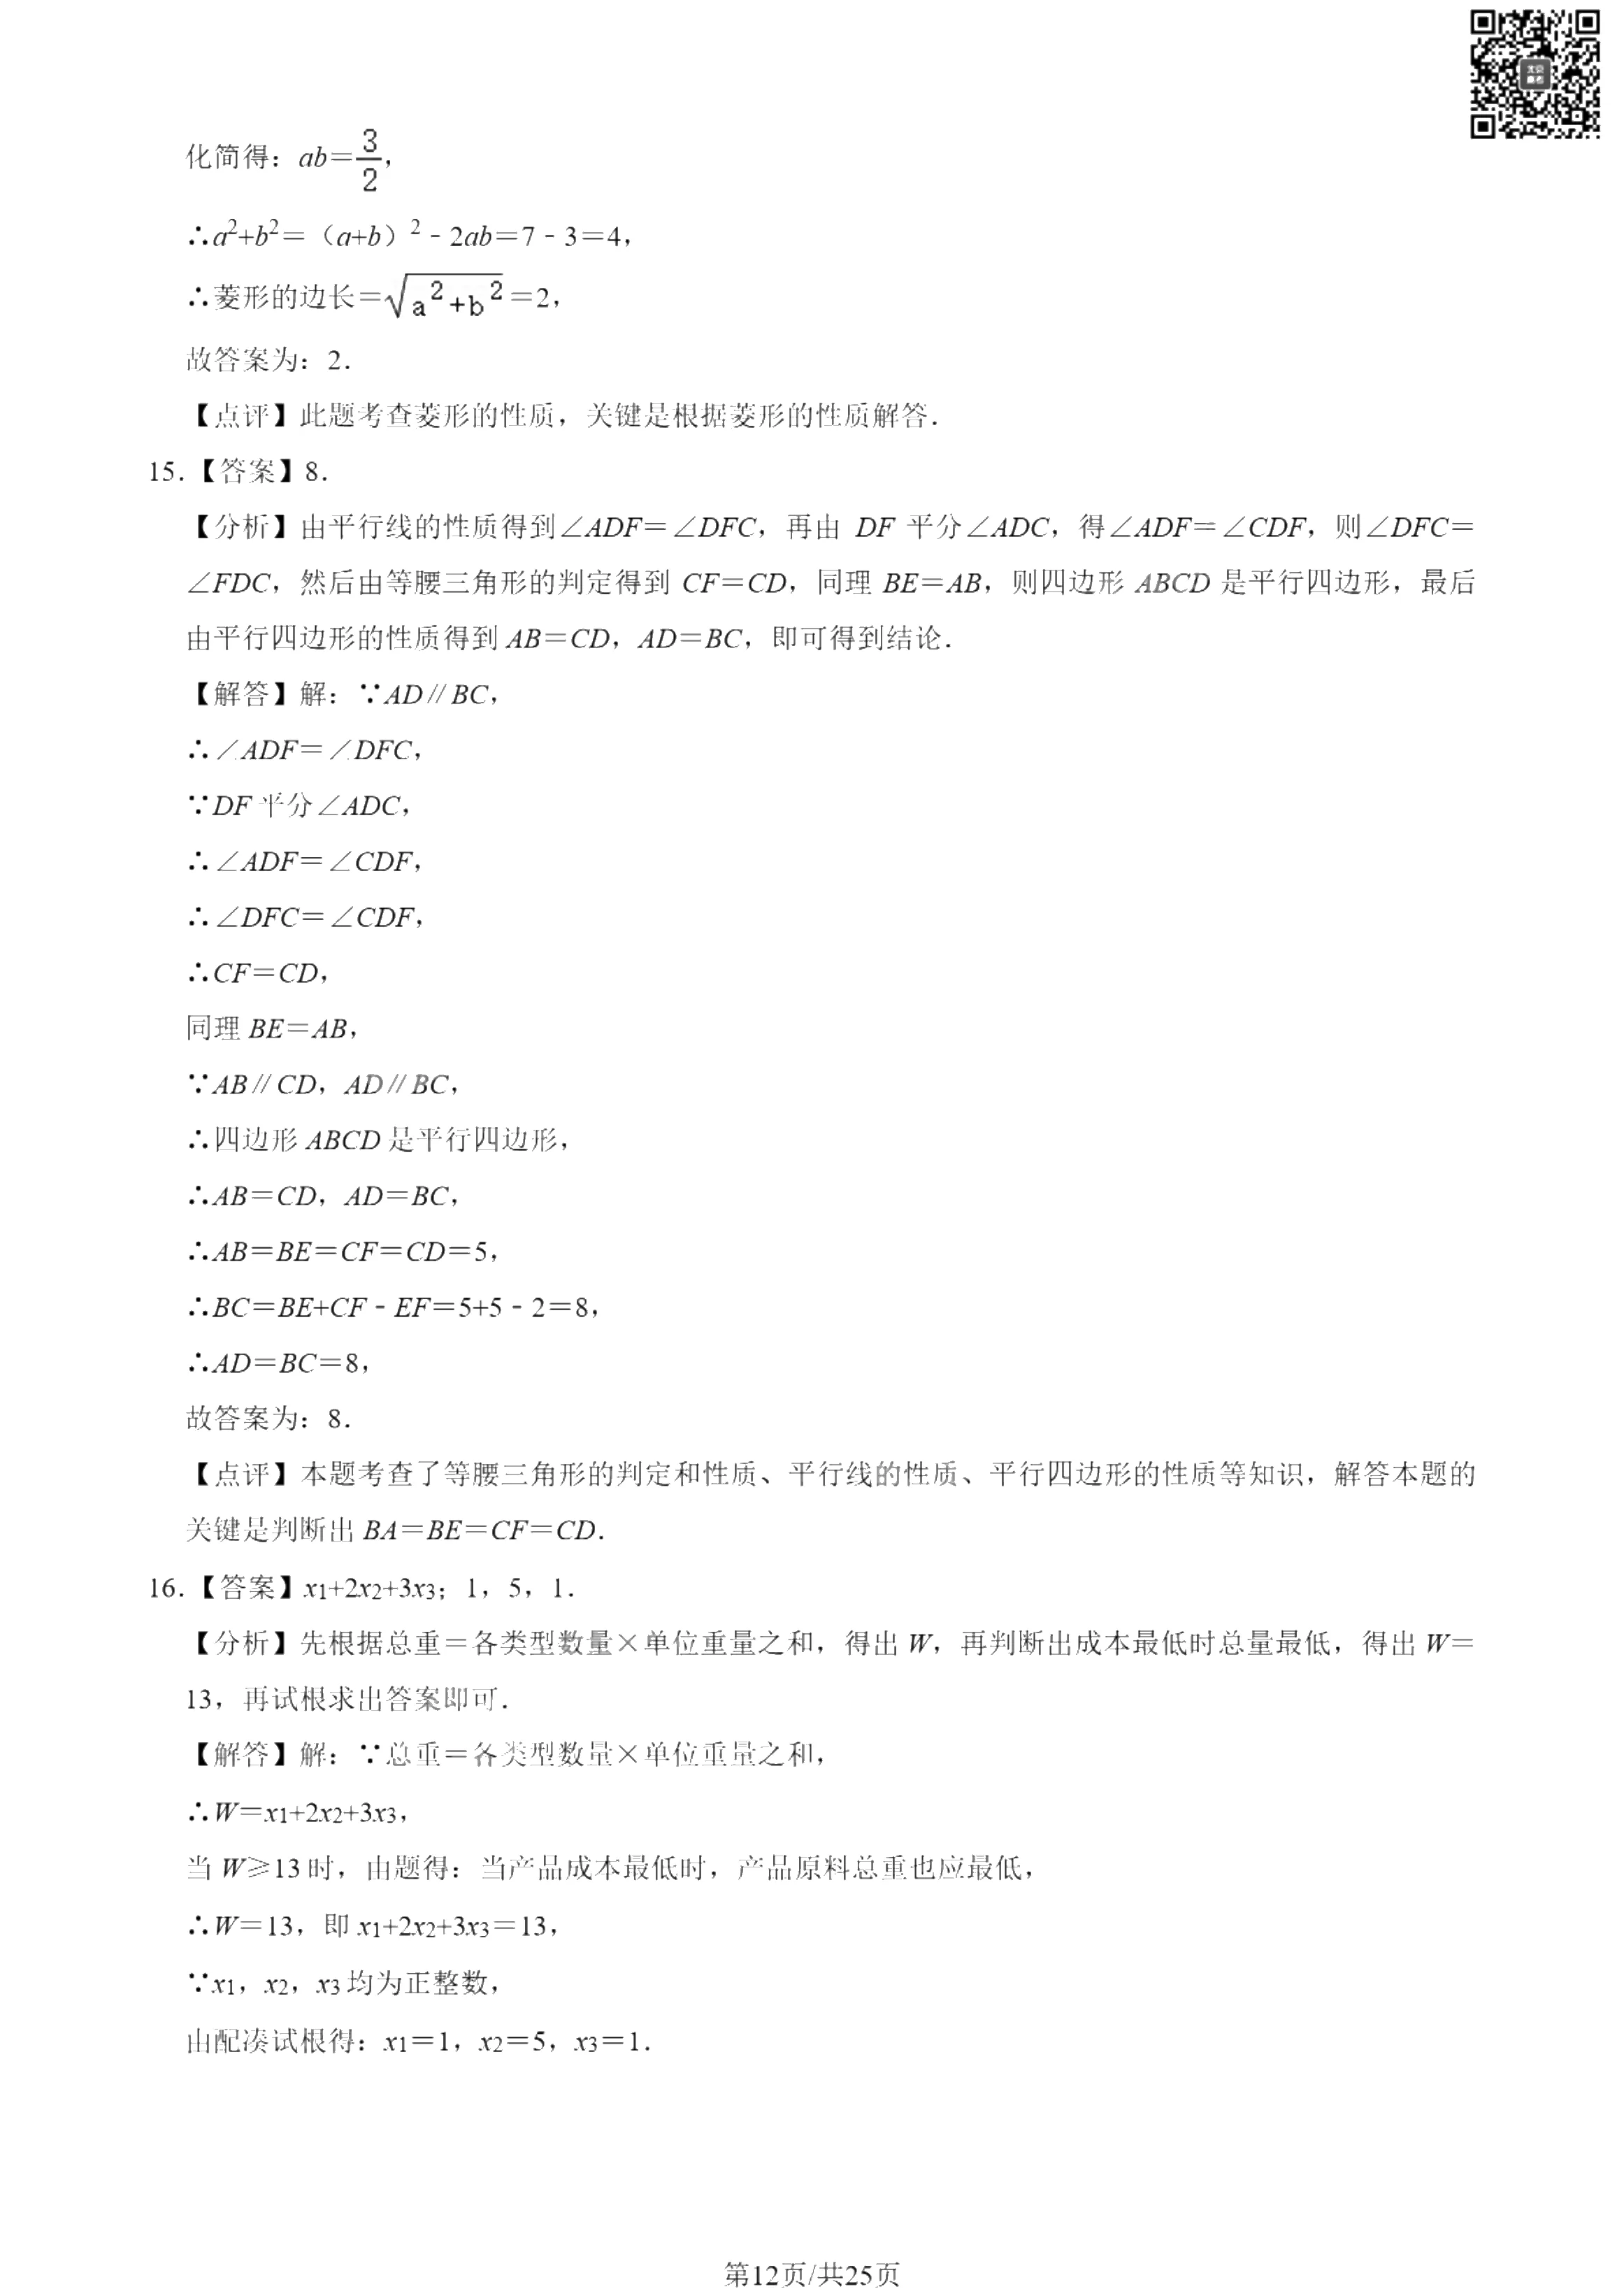 化简得：ab=3/2，
∴a²+b²=（a+b）²﹣2ab=7﹣3=4，
∴菱形的边长=√(a²+b²)=2，
故答案为：2．
【点评】此题考查菱形的性质，关键是根据菱形的性质解答．
15.【答案】8．
【分析】由平行线的性质得到∠ADF=∠DFC，再由 DF 平分∠ADC，得∠ADF=∠CDF，则∠DFC=
∠FDC，然后由等腰三角形的判定得到 CF=CD，同理 BE=AB，则四边形 ABCD 是平行四边形，最后
由平行四边形的性质得到 AB=CD，AD=BC，即可得到结论．
【解答】解：∵AD∥BC，
∴∠ADF=∠DFC，
∵DF 平分∠ADC，
∴∠ADF=∠CDF，
∴∠DFC=∠CDF，
∴CF=CD，
同理 BE=AB，
∵AB∥CD，AD∥BC，
∴四边形 ABCD 是平行四边形，
∴AB=CD，AD=BC，
∴AB=BE=CF=CD=5，
∴BC=BE+CF﹣EF=5+5﹣2=8，
∴AD=BC=8，
故答案为：8．
【点评】本题考查了等腰三角形的判定和性质、平行线的性质、平行四边形的性质等知识，解答本题的
关键是判断出 BA=BE=CF=CD．
16.【答案】x₁+2x₂+3x₃；1，5，1．
【分析】先根据总重=各类型数量×单位重量之和，得出 W，再判断出成本最低时总量最低，得出 W=
13，再试根求出答案即可．
【解答】解：∵总重=各类型数量×单位重量之和，
∴W=x₁+2x₂+3x₃，
当 W≥13 时，由题得：当产品成本最低时，产品原料总重也应最低，
∴W=13，即 x₁+2x₂+3x₃=13，
∵x₁，x₂，x₃ 均为正整数，
由配凑试根得：x₁=1，x₂=5，x₃=1．
第12页/共25页